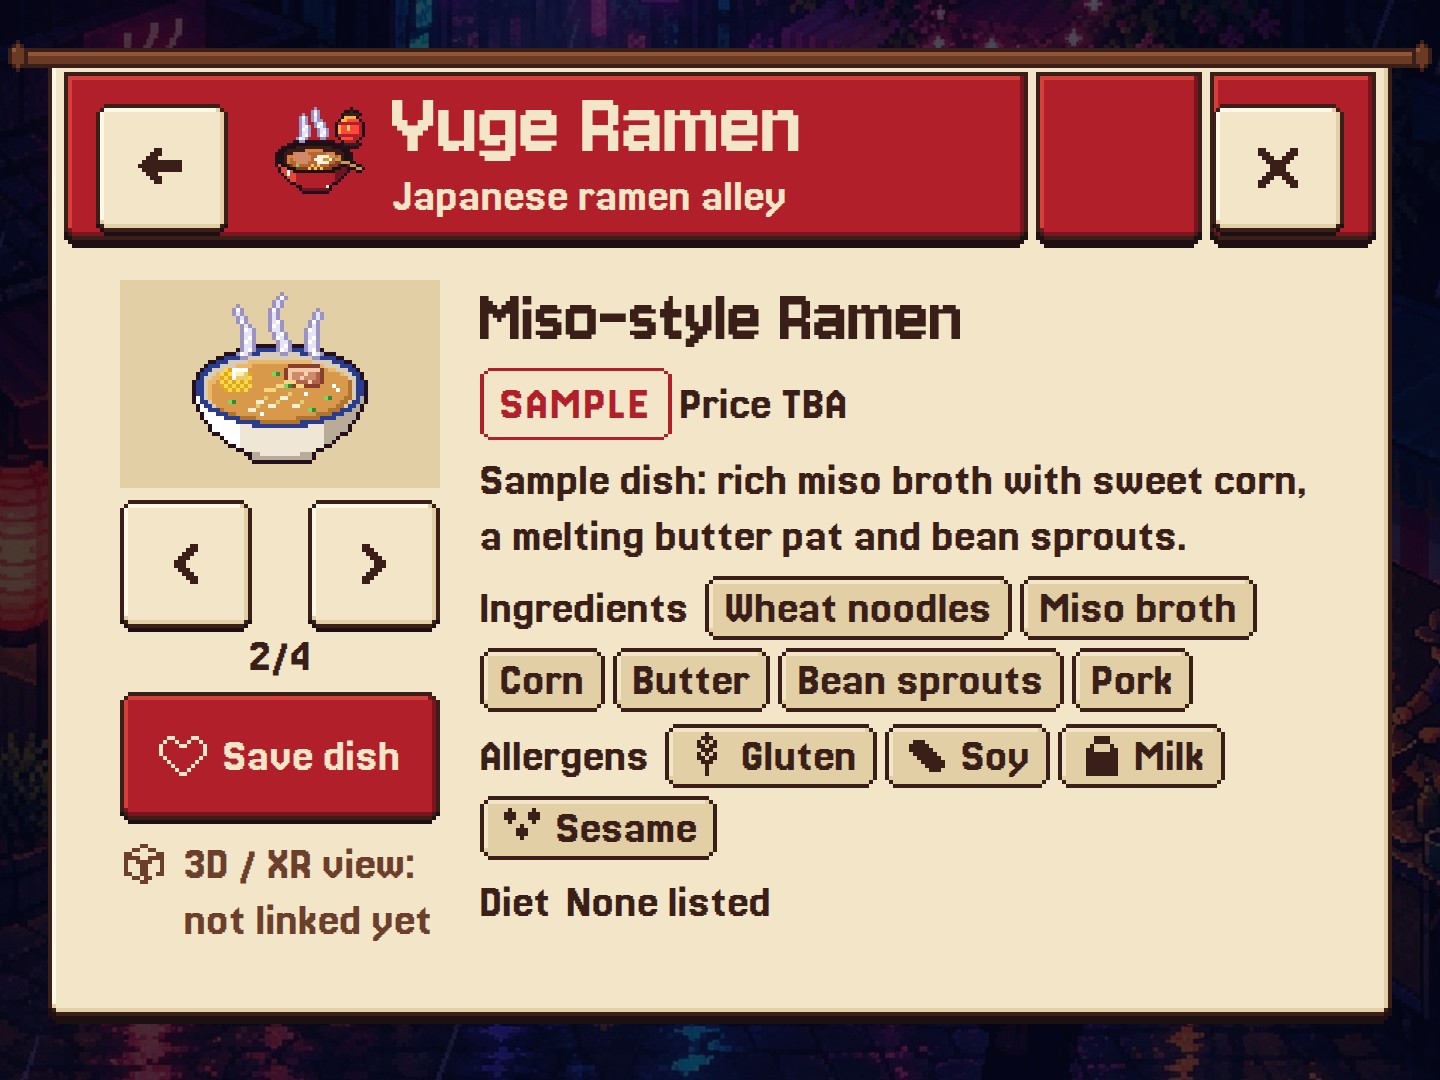 Yuge Ramen
Japanese ramen alley
Miso-style Ramen
SAMPLE Price TBA
Sample dish: rich miso broth with sweet corn,
a melting butter pat and bean sprouts.
Ingredients Wheat noodles Miso broth
Corn Butter Bean sprouts Pork
Allergens Gluten Soy Milk
Sesame
Diet None listed
2/4
Save dish
3D / XR view:
not linked yet